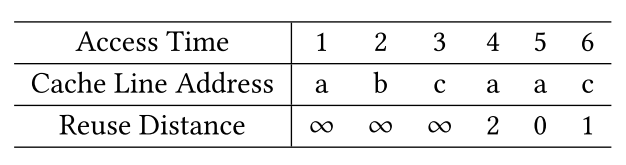 Access Time 1 2 3 4 5 6
Cache Line Address a b c a a c
Reuse Distance ∞ ∞ ∞ 2 0 1